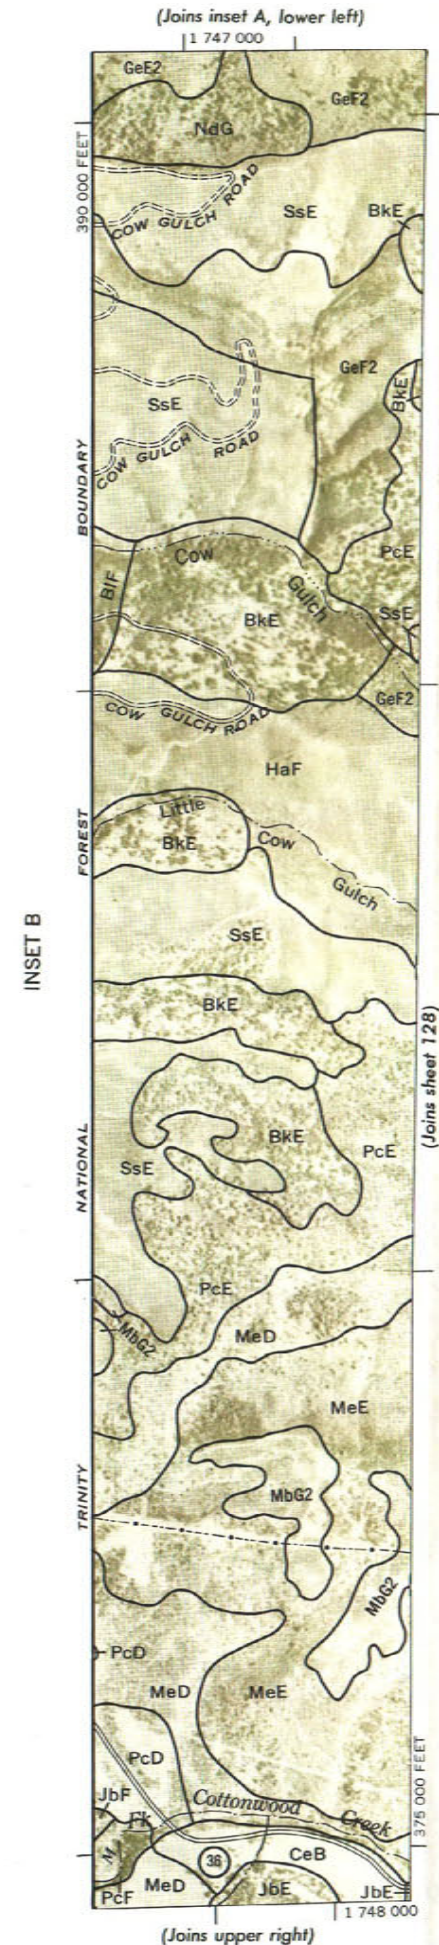 (Joins inset A, lower left)
1 747 000
GeE2
GeF2
NdG
390 000 FEET
COW GULCH ROAD
SsE
BkE
GeF2
BkE
SsE
COW GULCH ROAD
BOUNDARY
PcE
Cow
Gulch
BlF
BkE
SsE
GeF2
COW GULCH ROAD
HaF
FOREST
Little
Cow
Gulch
BkE
INSET B
SsE
BkE
(Joins sheet 128)
NATIONAL
BkE
PcE
SsE
PcE
MbG2
MeD
MeE
TRINITY
MbG2
MbG2
PcD
MeD
MeE
PcD
375 000 FEET
JbF
Cottonwood
Creek
M
Fk
36
CeB
PcF
MeD
JbE
JbE
1 748 000
(Joins upper right)